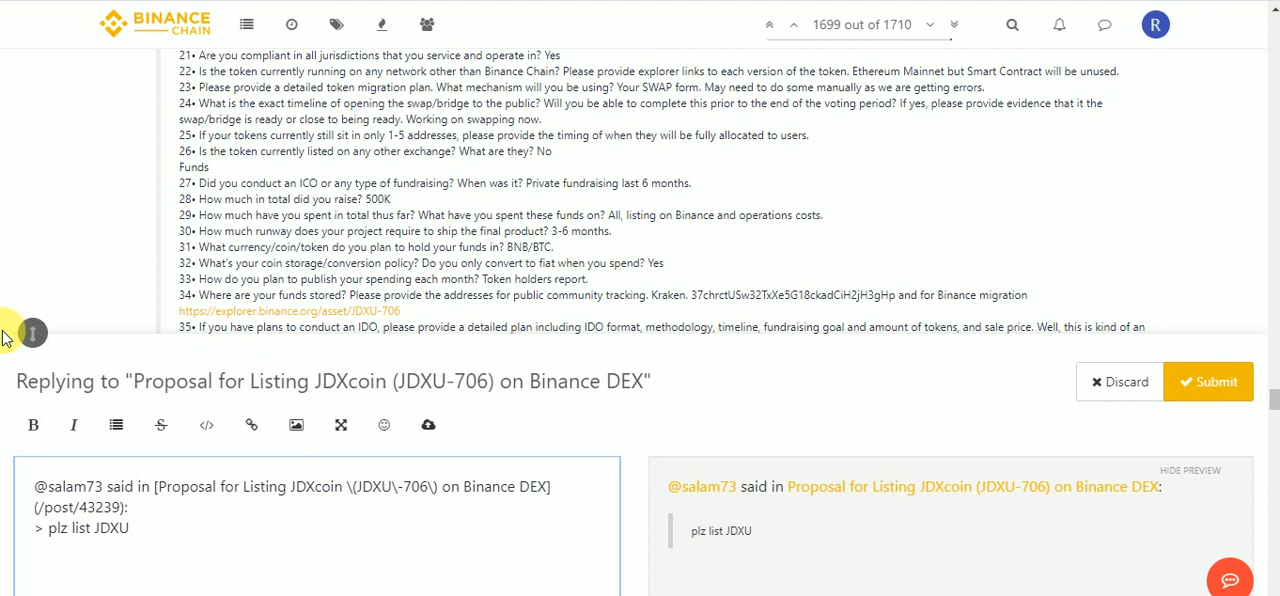 BINANCE
CHAIN
1699 out of 1710
R
21• Are you compliant in all jurisdictions that you service and operate in? Yes
22• Is the token currently running on any network other than Binance Chain? Please provide explorer links to each version of the token. Ethereum Mainnet but Smart Contract will be unused.
23• Please provide a detailed token migration plan. What mechanism will you be using? Your SWAP form. May need to do some manually as we are getting errors.
24• What is the exact timeline of opening the swap/bridge to the public? Will you be able to complete this prior to the end of the voting period? If yes, please provide evidence that it the
swap/bridge is ready or close to being ready. Working on swapping now.
25• If your tokens currently still sit in only 1-5 addresses, please provide the timing of when they will be fully allocated to users.
26• Is the token currently listed on any other exchange? What are they? No
Funds
27• Did you conduct an ICO or any type of fundraising? When was it? Private fundraising last 6 months.
28• How much in total did you raise? 500K
29• How much have you spent in total thus far? What have you spent these funds on? All, listing on Binance and operations costs.
30• How much runway does your project require to ship the final product? 3-6 months.
31• What currency/coin/token do you plan to hold your funds in? BNB/BTC.
32• What's your coin storage/conversion policy? Do you only convert to fiat when you spend? Yes
33• How do you plan to publish your spending each month? Token holders report.
34• Where are your funds stored? Please provide the addresses for public community tracking. Kraken. 37chrctUSw32TxXe5G18ckadCiH2jH3gHp and for Binance migration
https://explorer.binance.org/asset/JDXU-706
35• If you have plans to conduct an IDO, please provide a detailed plan including IDO format, methodology, timeline, fundraising goal and amount of tokens, and sale price. Well, this is kind of an
Replying to "Proposal for Listing JDXcoin (JDXU-706) on Binance DEX"
Discard
Submit
B I S
HIDE PREVIEW
@salam73 said in [Proposal for Listing JDXcoin \(JDXU\-706\) on Binance DEX]
(/post/43239):
> plz list JDXU
@salam73 said in Proposal for Listing JDXcoin (JDXU-706) on Binance DEX:
plz list JDXU